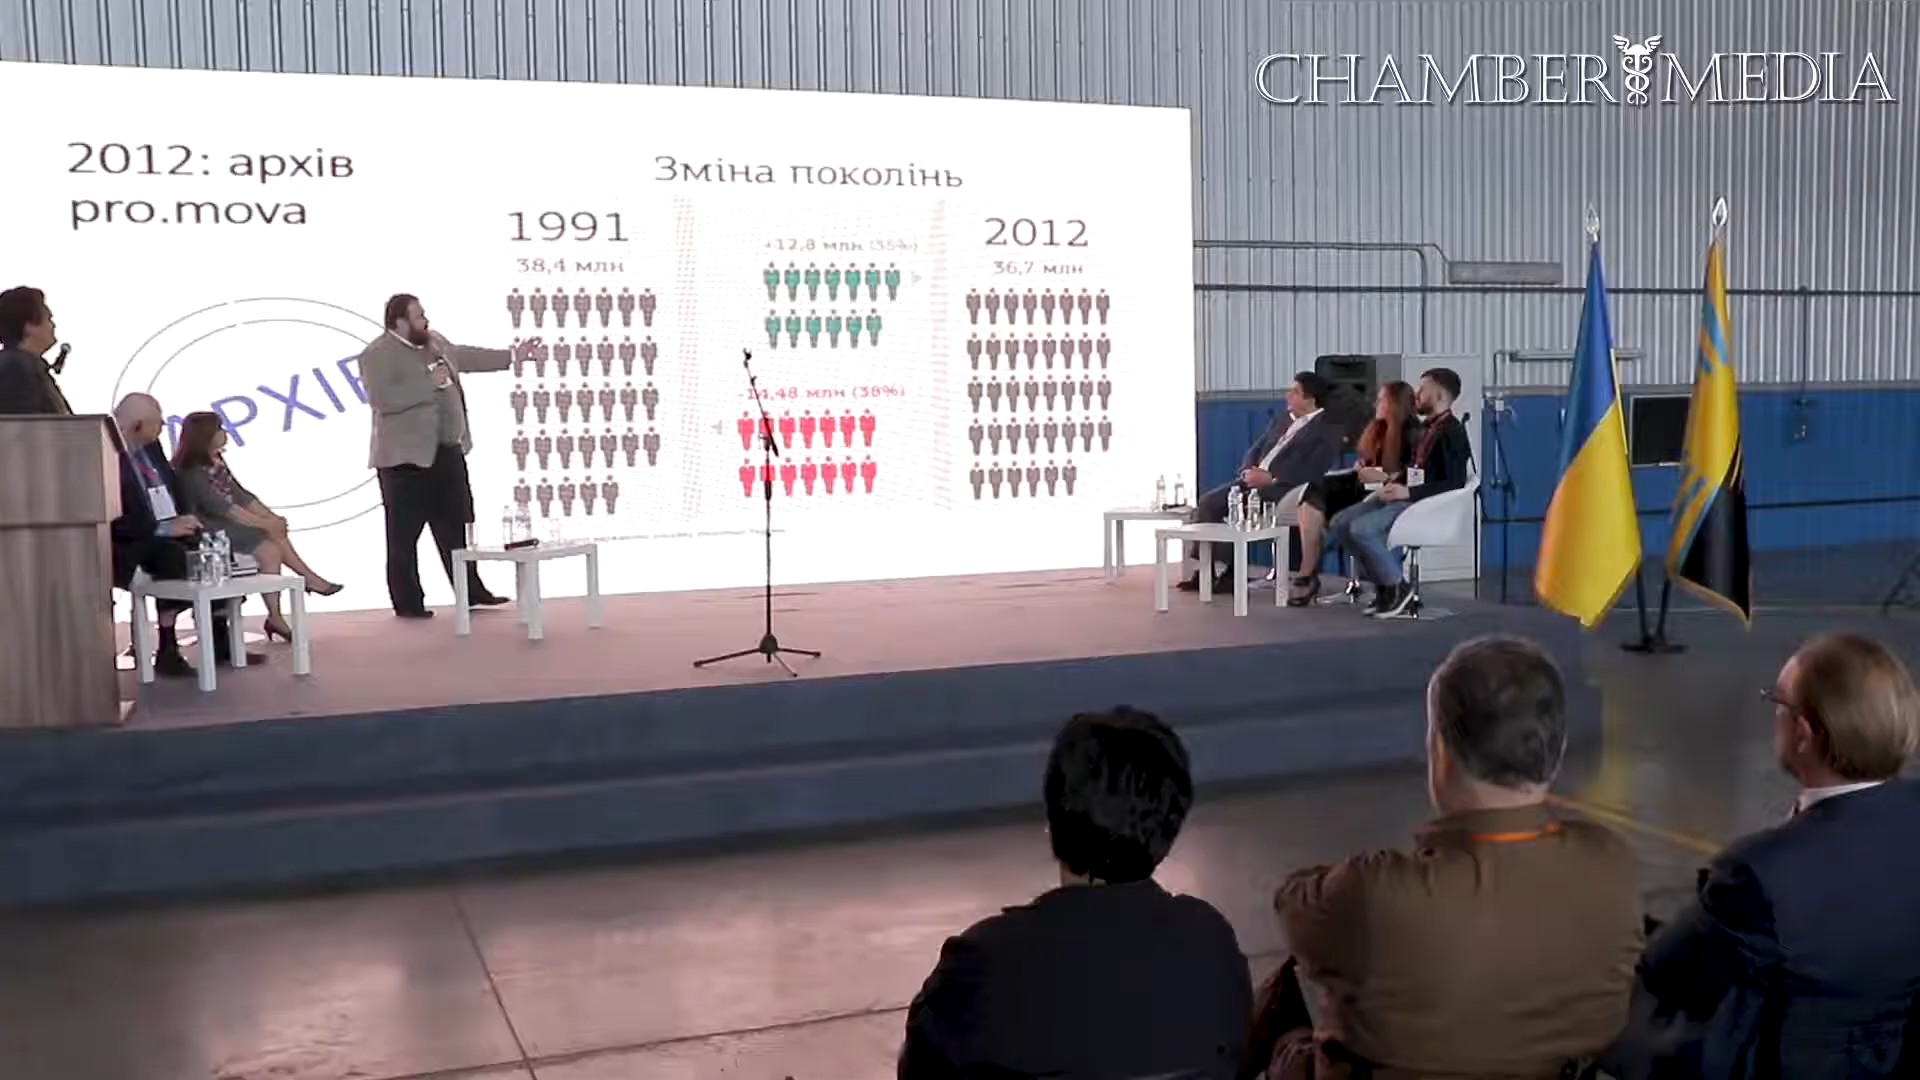 CHAMBER MEDIA
2012: архів
pro.mova
Зміна поколінь
1991
38,4 млн
+12,8 млн (35%)
2012
36,7 млн
-14,48 млн (38%)
АРХІВ